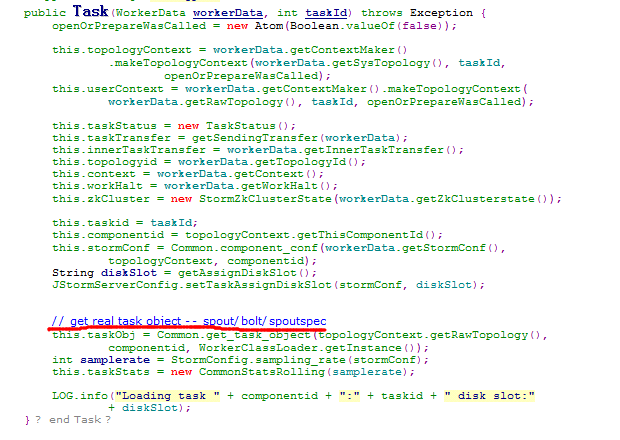 public Task(WorkerData workerData, int taskId) throws Exception {
openOrPrepareWasCalled = new Atom(Boolean.valueOf(false));
this.topologyContext = workerData.getContextMaker()
.makeTopologyContext(workerData.getSysTopology(), taskId,
openOrPrepareWasCalled);
this.userContext = workerData.getContextMaker().makeTopologyContext(
workerData.getRawTopology(), taskId, openOrPrepareWasCalled);
this.taskStatus = new TaskStatus();
this.taskTransfer = getSendingTransfer(workerData);
this.innerTaskTransfer = workerData.getInnerTaskTransfer();
this.topologyid = workerData.getTopologyId();
this.context = workerData.getContext();
this.workHalt = workerData.getWorkHalt();
this.zkCluster = new StormZkClusterState(workerData.getZkClusterstate());
this.taskid = taskId;
this.componentid = topologyContext.getThisComponentId();
this.stormConf = Common.component_conf(workerData.getStormConf(),
topologyContext, componentid);
String diskSlot = getAssignDiskSlot();
JStormServerConfig.setTaskAssignDiskSlot(stormConf, diskSlot);
// get real task object -- spout/bolt/spoutspec
this.taskObj = Common.get_task_object(topologyContext.getRawTopology(),
componentid, WorkerClassLoader.getInstance());
int samplerate = StormConfig.sampling_rate(stormConf);
this.taskStats = new CommonStatsRolling(samplerate);
LOG.info("Loading task " + componentid + ":" + taskid + " disk slot:"
+ diskSlot);
} ? end Task ?